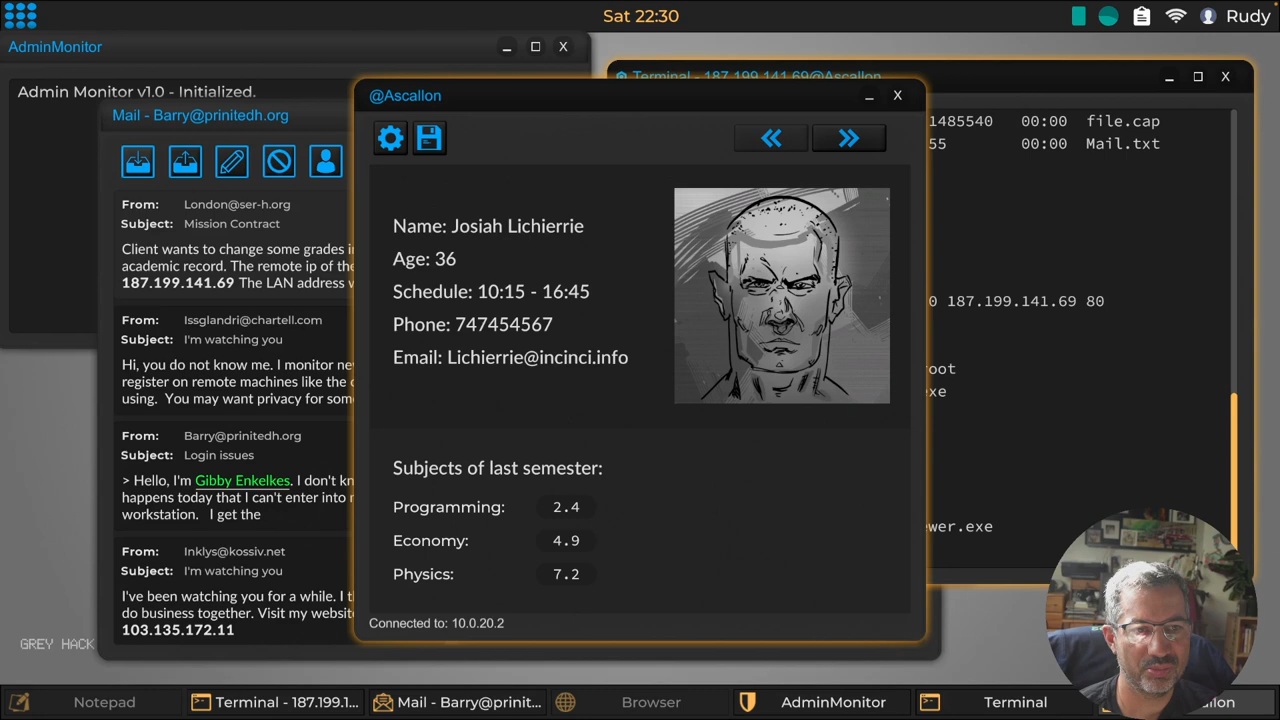 Sat 22:30
Rudy
AdminMonitor
Admin Monitor v1.0 - Initialized.
Terminal - 187.199.141.69@Ascallon
1485540 00:00 file.cap
55 00:00 Mail.txt
0 187.199.141.69 80
oot
xe
wer.exe
Mail - Barry@prinitedh.org
From: London@ser-h.org
Subject: Mission Contract
Client wants to change some grades i
academic record. The remote ip of the
187.199.141.69 The LAN address
From: Issglandri@chartell.com
Subject: I'm watching you
Hi, you do not know me. I monitor
register on remote machines like the
using. You may want privacy for som
From: Barry@prinitedh.org
Subject: Login issues
> Hello, I'm Gibby Enkelkes. I don't kn
happens today that I can't enter into
workstation. I get the
From: Inklys@kossiv.net
Subject: I'm watching you
I've been watching you for a while. I
do business together. Visit my website
103.135.172.11
@Ascallon
Name: Josiah Lichierrie
Age: 36
Schedule: 10:15 - 16:45
Phone: 747454567
Email: Lichierrie@incinci.info
Subjects of last semester:
Programming: 2.4
Economy: 4.9
Physics: 7.2
Connected to: 10.0.20.2
GREY HACK
Notepad
Terminal - 187.199.1...
Mail - Barry@prinit...
Browser
AdminMonitor
Terminal
allon